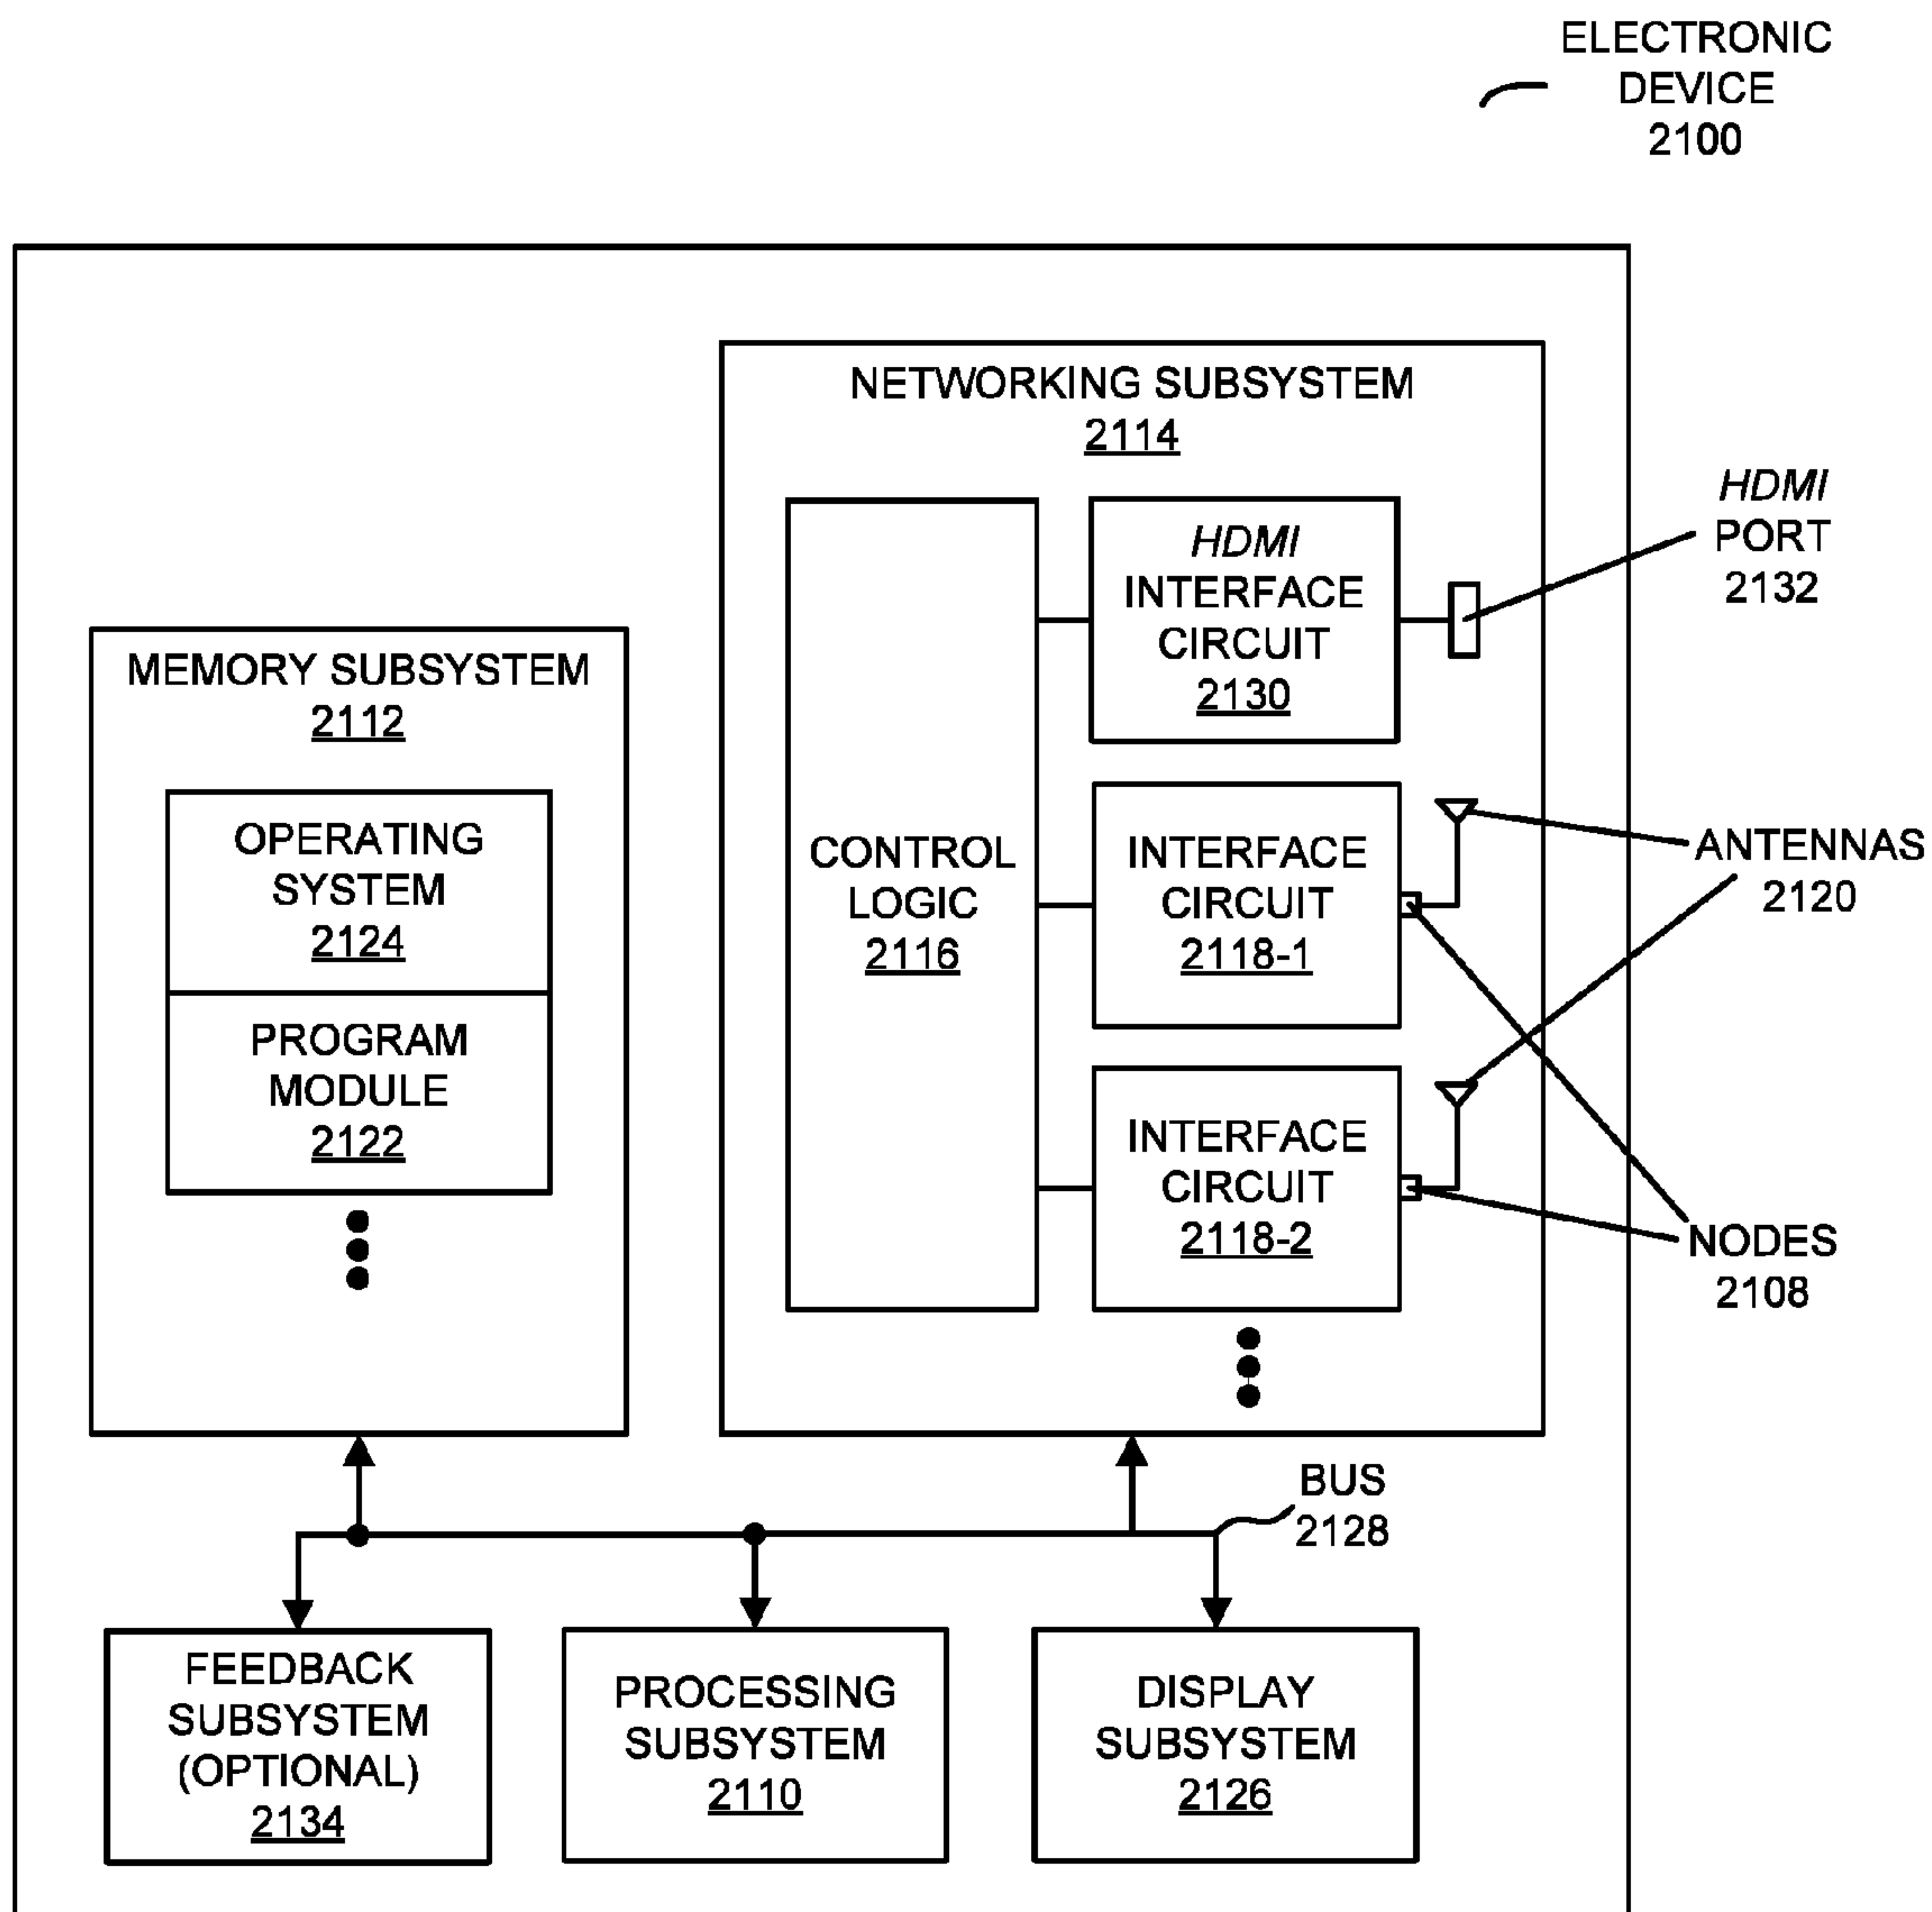 ELECTRONIC
DEVICE
2100
NETWORKING SUBSYSTEM
2114
HDMI
PORT
2132
HDMI
INTERFACE
CIRCUIT
2130
MEMORY SUBSYSTEM
2112
OPERATING
SYSTEM
2124
PROGRAM
MODULE
2122
CONTROL
LOGIC
2116
INTERFACE
CIRCUIT
2118-1
ANTENNAS
2120
INTERFACE
CIRCUIT
2118-2
NODES
2108
BUS
2128
FEEDBACK
SUBSYSTEM
(OPTIONAL)
2134
PROCESSING
SUBSYSTEM
2110
DISPLAY
SUBSYSTEM
2126